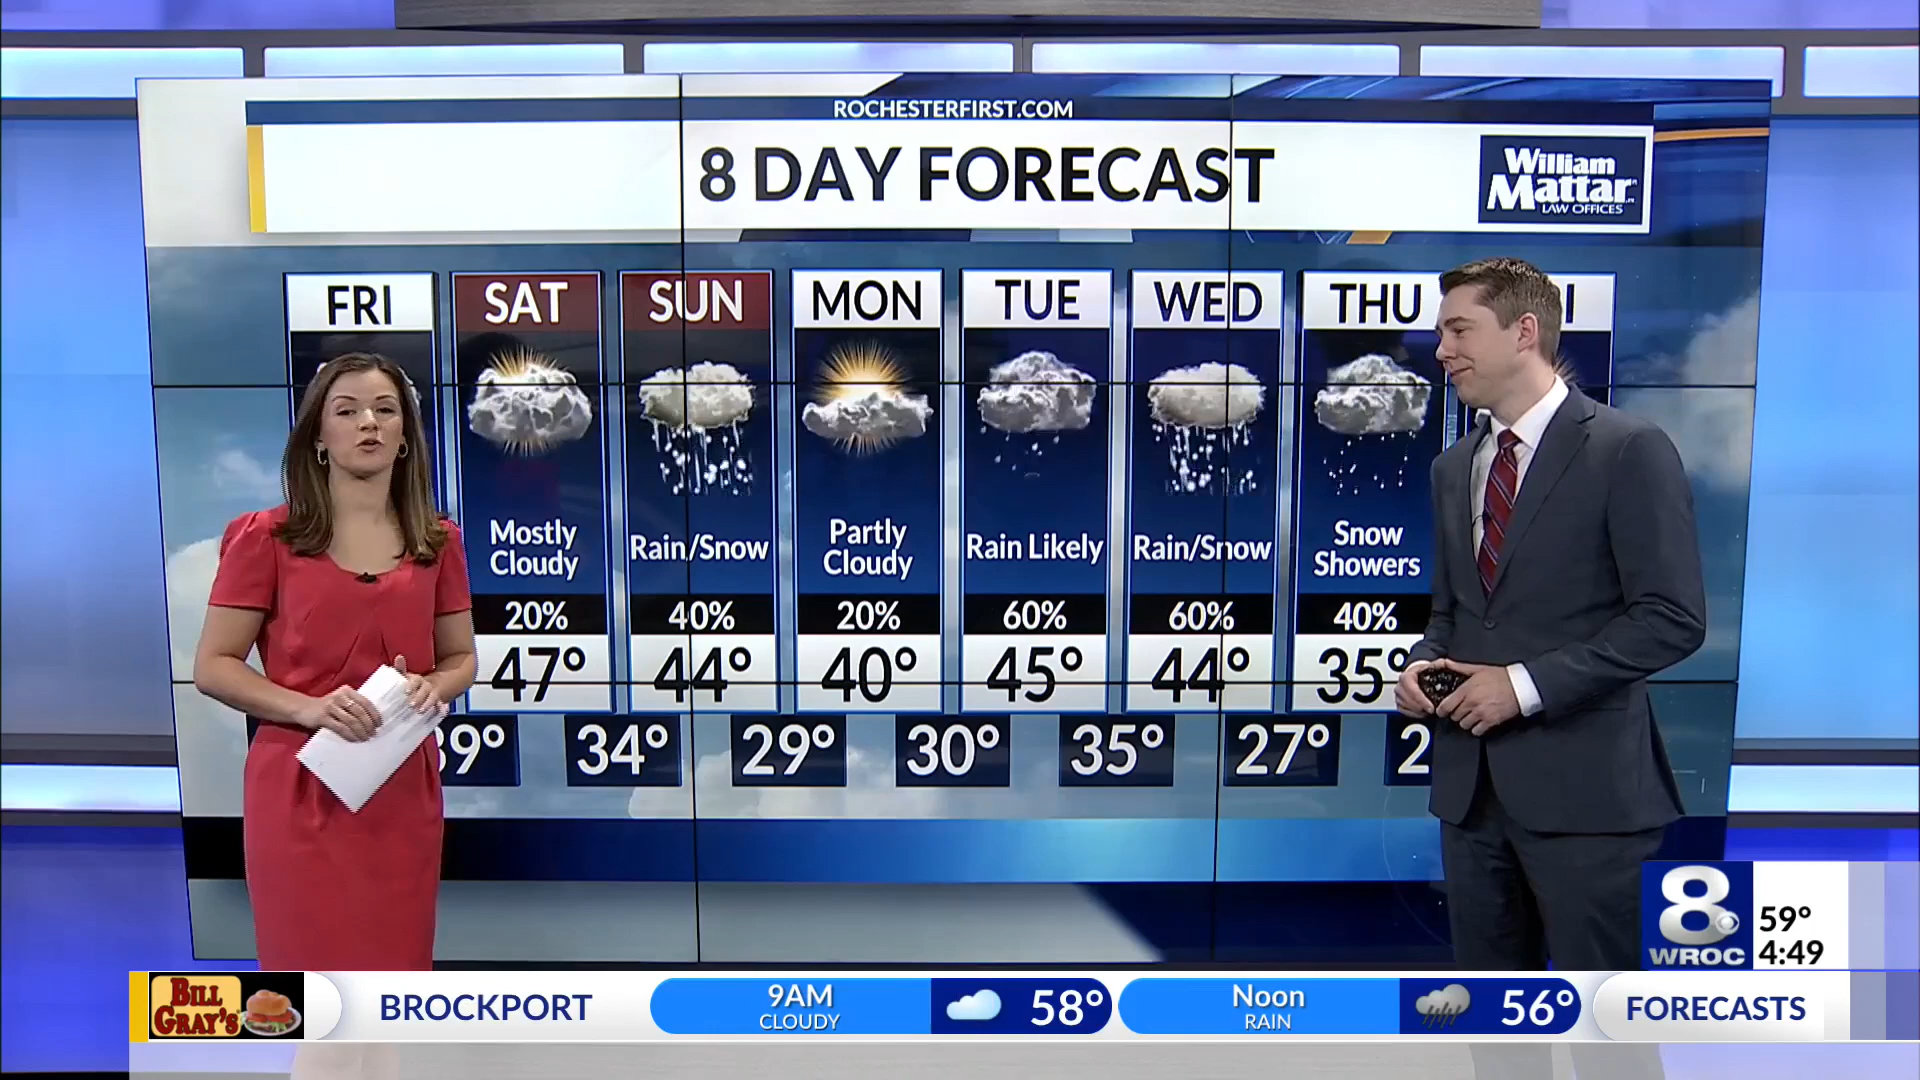 ROCHESTERFIRST.COM
8 DAY FORECAST
William
Mattar
LAW OFFICES
FRI SAT SUN MON TUE WED THU
Mostly
Cloudy
Rain/Snow
Partly
Cloudy
Rain Likely
Rain/Snow
Snow
Showers
20% 40% 20% 60% 60% 40%
47° 44° 40° 45° 44° 35°
39° 34° 29° 30° 35° 27°
8
WROC
59°
4:49
BILL
GRAY'S
BROCKPORT
9AM
CLOUDY
58°
Noon
RAIN
56°
FORECASTS